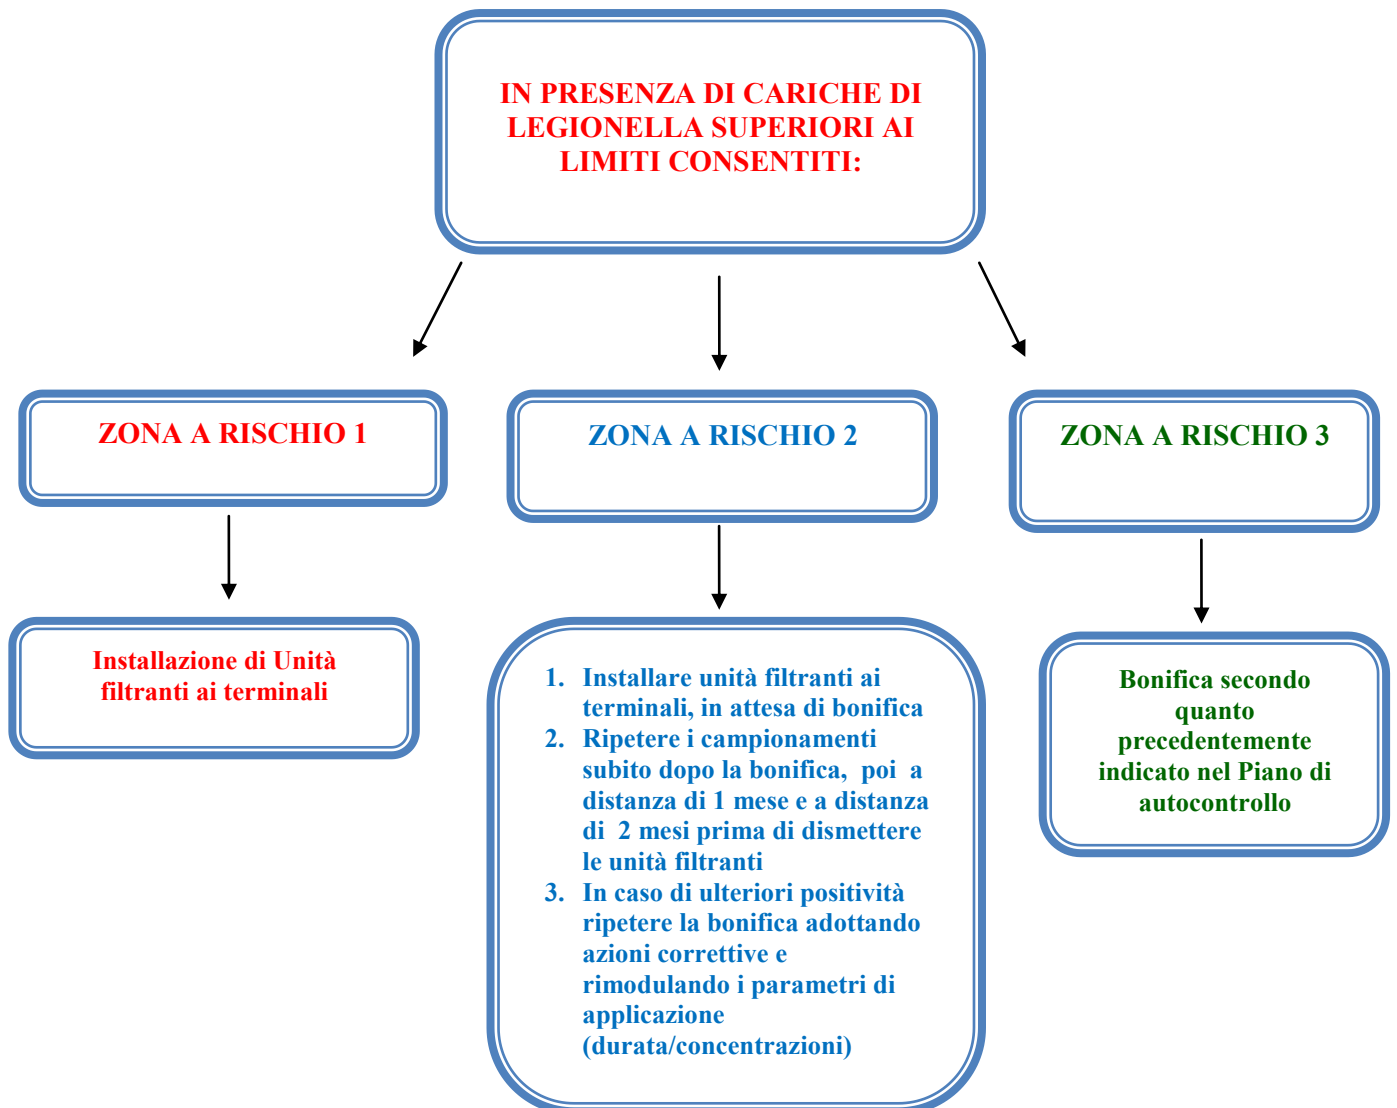 IN PRESENZA DI CARICHE DI
LEGIONELLA SUPERIORI AI
LIMITI CONSENTITI:
ZONA A RISCHIO 1
ZONA A RISCHIO 2
ZONA A RISCHIO 3
Installazione di Unità
filtranti ai terminali
1. Installare unità filtranti ai
terminali, in attesa di bonifica
2. Ripetere i campionamenti
subito dopo la bonifica, poi a
distanza di 1 mese e a distanza
di 2 mesi prima di dismettere
le unità filtranti
3. In caso di ulteriori positività
ripetere la bonifica adottando
azioni correttive e
rimodulando i parametri di
applicazione
(durata/concentrazioni)
Bonifica secondo
quanto
precedentemente
indicato nel Piano di
autocontrollo